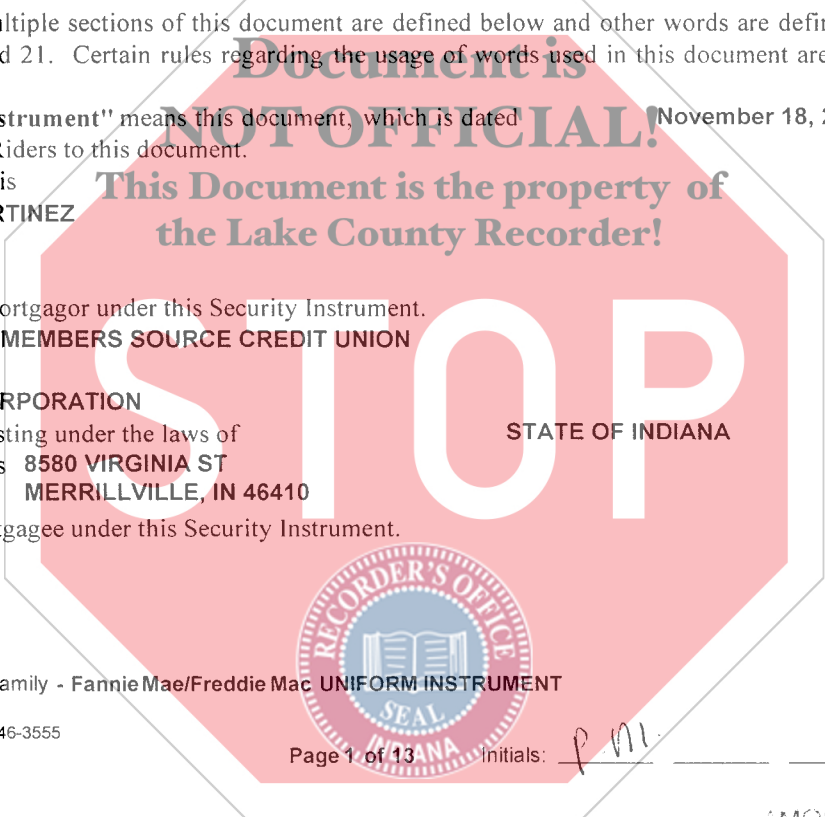 ltiple sections of this document are defined below and other words are defin
d 21. Certain rules regarding the usage of words used in this document are
Document is
strument" means this document, which is dated November 18, 2
NOT OFFICIAL!
Riders to this document.
is
This Document is the property of
RTINEZ
the Lake County Recorder!
ortgagor under this Security Instrument.
MEMBERS SOURCE CREDIT UNION
STOP
RPORATION
sting under the laws of STATE OF INDIANA
s 8580 VIRGINIA ST
MERRILLVILLE, IN 46410
tgagee under this Security Instrument.
RECORDER'S OFFICE
SEAL
INDIANA
amily - Fannie Mae/Freddie Mac UNIFORM INSTRUMENT
46-3555
Page 1 of 13 Initials: P.M.